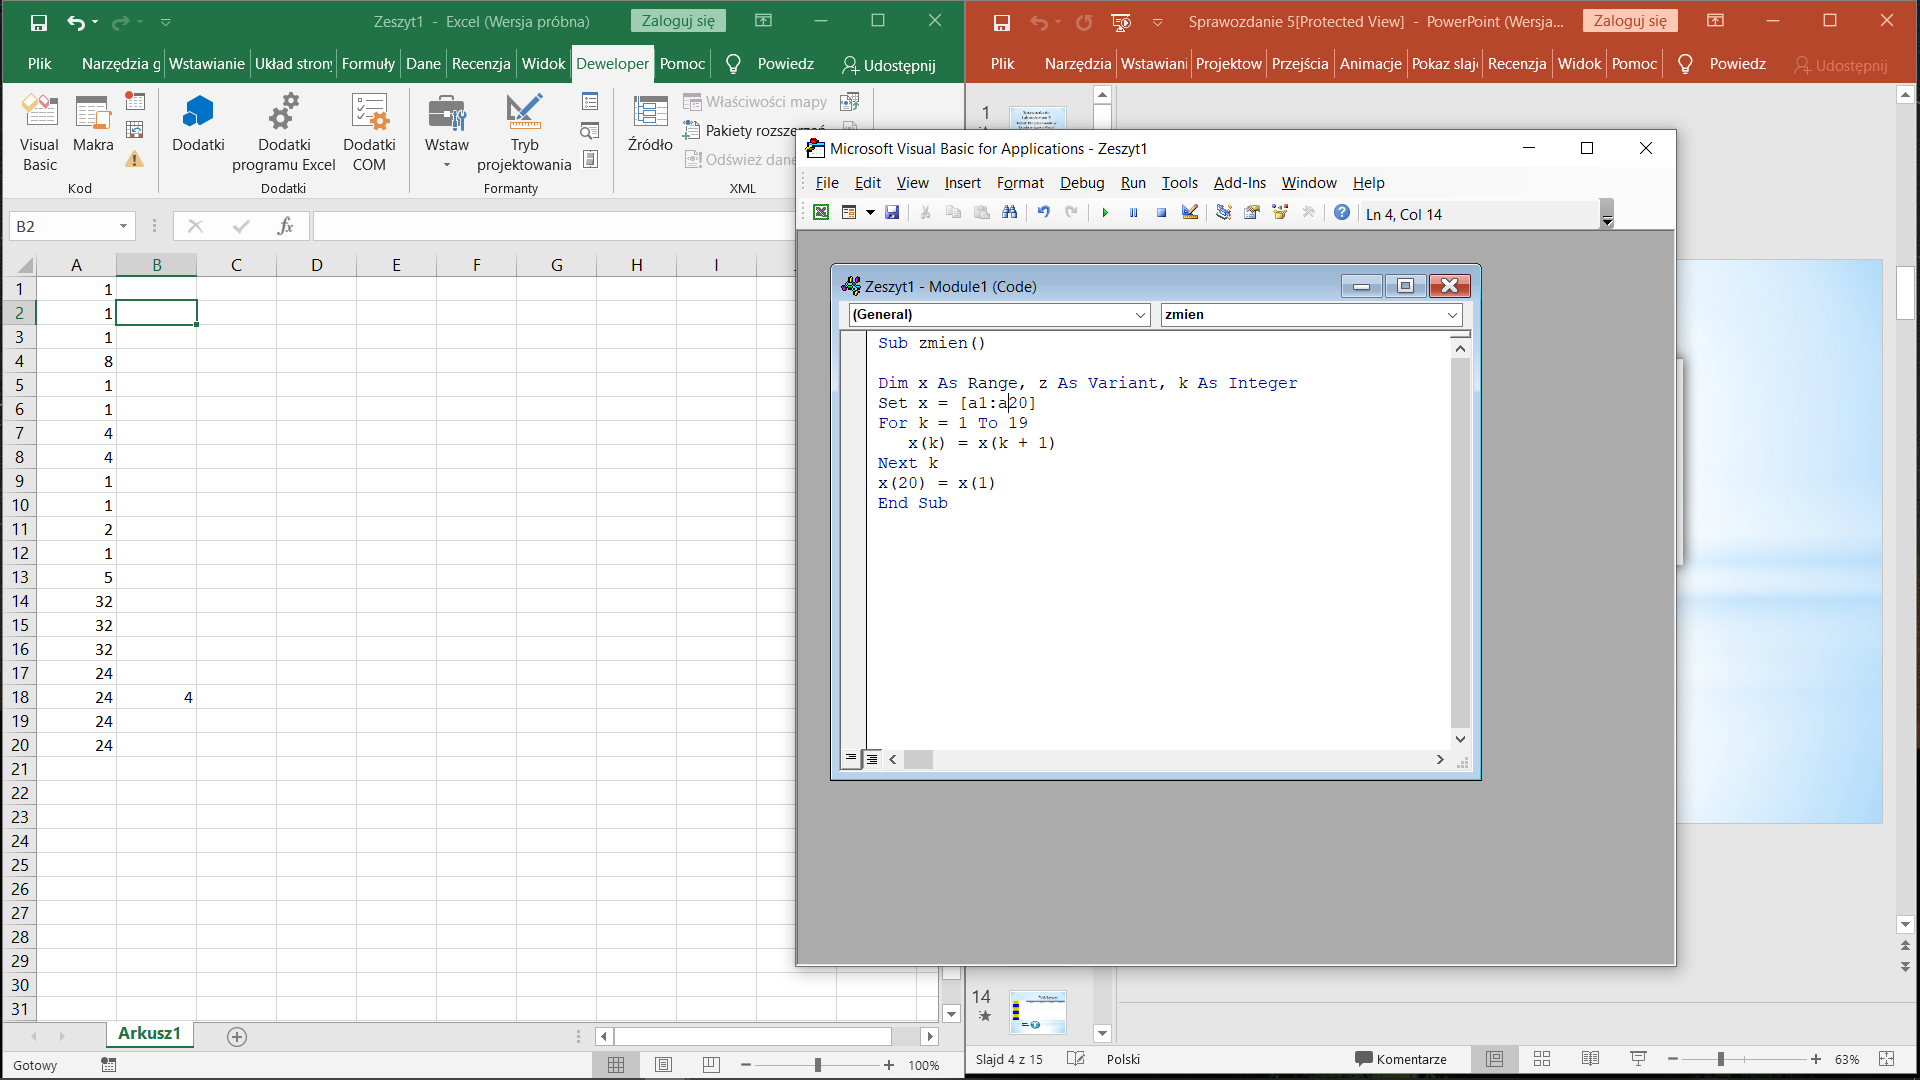 Zeszyt1 - Excel (Wersja próbna)
Zaloguj się
Plik Narzędzia g Wstawianie Układ strony Formuły Dane Recenzja Widok Deweloper Pomoc Powiedz Udostępnij
Visual Basic
Makra
Dodatki
Dodatki programu Excel
Dodatki COM
Wstaw
Tryb projektowania
Źródło
Właściwości mapy
Pakiety rozszerzeń
Odśwież dane
Kod
Dodatki
Formanty
XML
B2
fx
A B C D E F G H I
1 1
2 1
3 1
4 8
5 1
6 1
7 4
8 4
9 1
10 1
11 2
12 1
13 5
14 32
15 32
16 32
17 24
18 24 4
19 24
20 24
21
22
23
24
25
26
27
28
29
30
31
Arkusz1
Gotowy
100%
Sprawozdanie 5[Protected View] - PowerPoint (Wersja...
Zaloguj się
Plik Narzędzia Wstawiani Projektow Przejścia Animacje Pokaz slaj Recenzja Widok Pomoc Powiedz Udostępnij
1
Microsoft Visual Basic for Applications - Zeszyt1
File Edit View Insert Format Debug Run Tools Add-Ins Window Help
Ln 4, Col 14
Zeszyt1 - Module1 (Code)
(General)
zmien
Sub zmien()
Dim x As Range, z As Variant, k As Integer
Set x = [a1:a20]
For k = 1 To 19
x(k) = x(k + 1)
Next k
x(20) = x(1)
End Sub
14
Slajd 4 z 15
Polski
Komentarze
63%